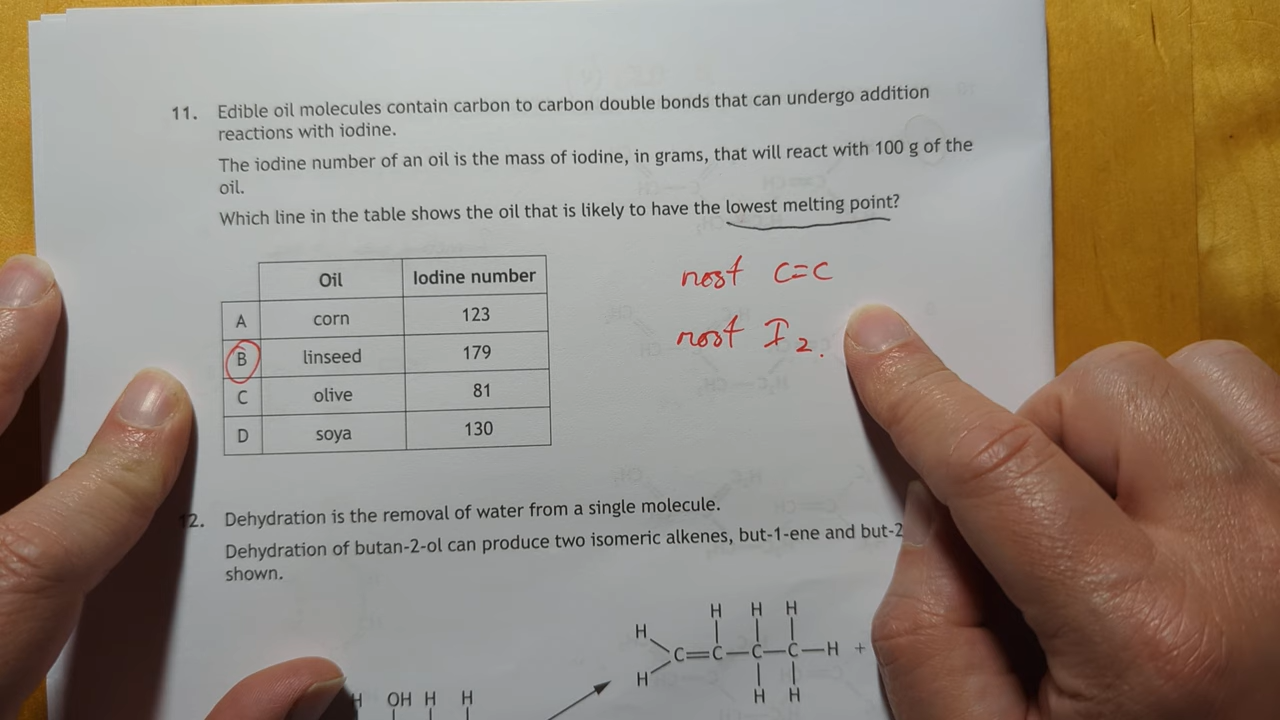 11. Edible oil molecules contain carbon to carbon double bonds that can undergo addition
reactions with iodine.
The iodine number of an oil is the mass of iodine, in grams, that will react with 100 g of the
oil.
Which line in the table shows the oil that is likely to have the lowest melting point?
Oil Iodine number
A corn 123
B linseed 179
C olive 81
D soya 130
most C=C
most I2.
12. Dehydration is the removal of water from a single molecule.
Dehydration of butan-2-ol can produce two isomeric alkenes, but-1-ene and but-2
shown.
H H H
H
C=C—C—C—H +
H
H H
H OH H H